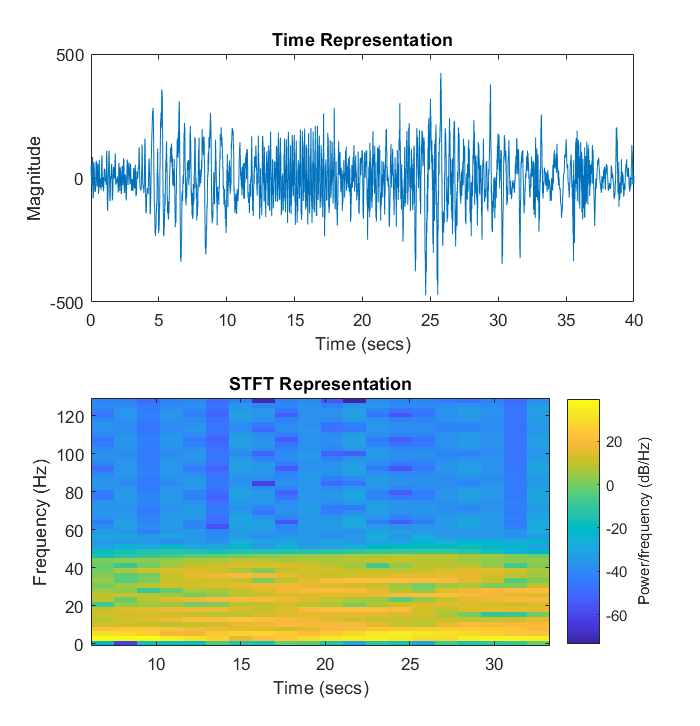 Time Representation
500
0
-500
Magnitude
0 5 10 15 20 25 30 35 40
Time (secs)
STFT Representation
120
100
80
60
40
20
0
Frequency (Hz)
10 15 20 25 30
Time (secs)
20
0
-20
-40
-60
Power/frequency (dB/Hz)